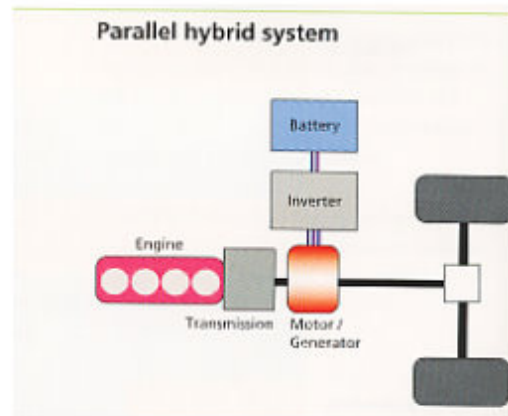 Parallel hybrid system
Battery
Inverter
Engine
Transmission
Motor /
Generator